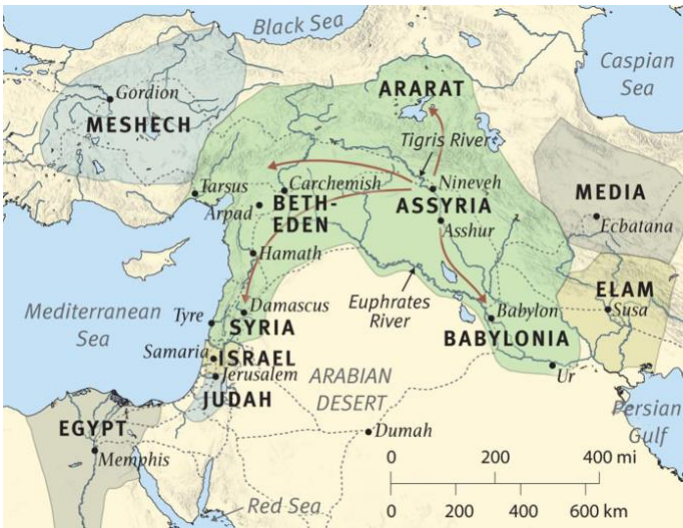 Black Sea
Caspian
Sea
ARARAT
Gordion
MESHECH
Tigris River
Tarsus
Carchemish
Nineveh
MEDIA
Arpad
BETH-
EDEN
ASSYRIA
Ecbatana
Asshur
Hamath
ELAM
Mediterranean
Sea
Euphrates
River
Tyre
Damascus
Babylon
Susa
SYRIA
BABYLONIA
Samaria
ISRAEL
Jerusalem
ARABIAN
DESERT
Ur
JUDAH
Persian
Gulf
EGYPT
Dumah
Memphis
0 200 400 mi
0 200 400 600 km
Red Sea